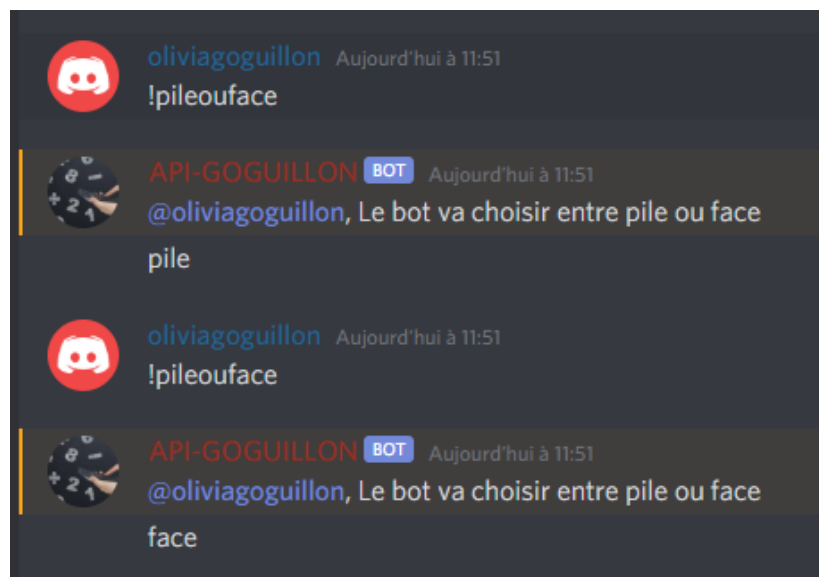 oliviagoguillon Aujourd'hui à 11:51
!pileouface
API-GOGUILLON BOT Aujourd'hui à 11:51
@oliviagoguillon, Le bot va choisir entre pile ou face
pile
oliviagoguillon Aujourd'hui à 11:51
!pileouface
API-GOGUILLON BOT Aujourd'hui à 11:51
@oliviagoguillon, Le bot va choisir entre pile ou face
face